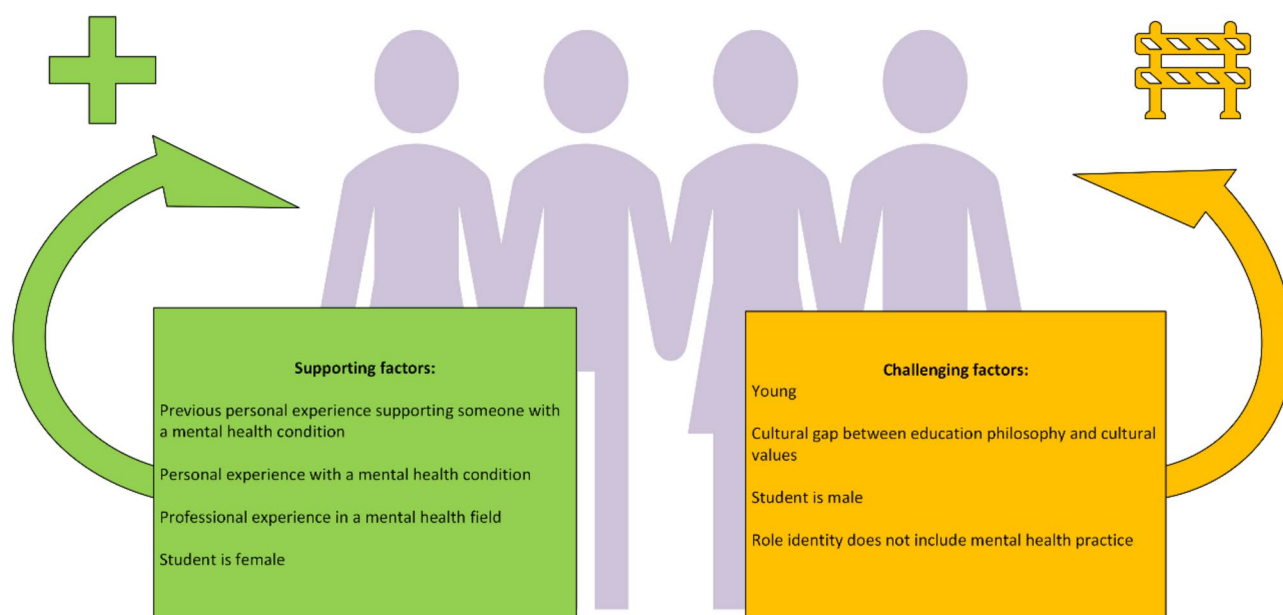 Supporting factors:
Previous personal experience supporting someone with
a mental health condition
Personal experience with a mental health condition
Professional experience in a mental health field
Student is female
Challenging factors:
Young
Cultural gap between education philosophy and cultural
values
Student is male
Role identity does not include mental health practice